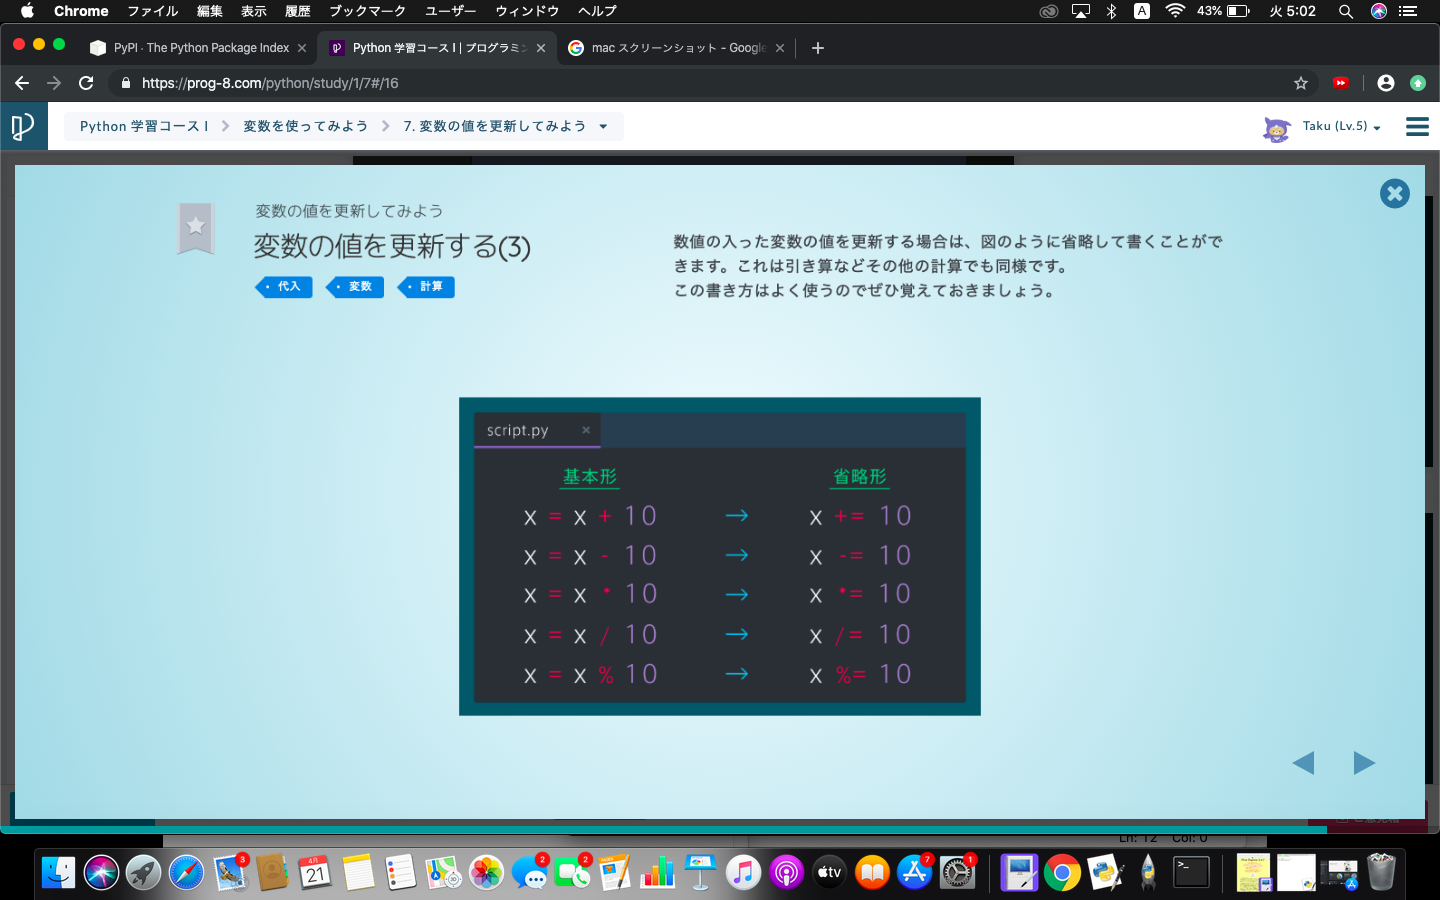 Chrome ファイル 編集 表示 履歴 ブックマーク ユーザー ウィンドウ ヘルプ A 43% 火 5:02
PyPI · The Python Package Index
Python 学習コース I | プログラミン
mac スクリーンショット - Google
https://prog-8.com/python/study/1/7#/16
Python 学習コース I 変数を使ってみよう 7. 変数の値を更新してみよう
Taku (Lv.5)
変数の値を更新してみよう
変数の値を更新する(3)
代入 変数 計算
数値の入った変数の値を更新する場合は、図のように省略して書くことがで
きます。これは引き算などその他の計算でも同様です。
この書き方はよく使うのでぜひ覚えておきましょう。
script.py
基本形 省略形
x = x + 10 → x += 10
x = x - 10 → x -= 10
x = x * 10 → x *= 10
x = x / 10 → x /= 10
x = x % 10 → x %= 10
Ln: 12 Col: 0
3
4月
21
2
2
tv
7
1
>_